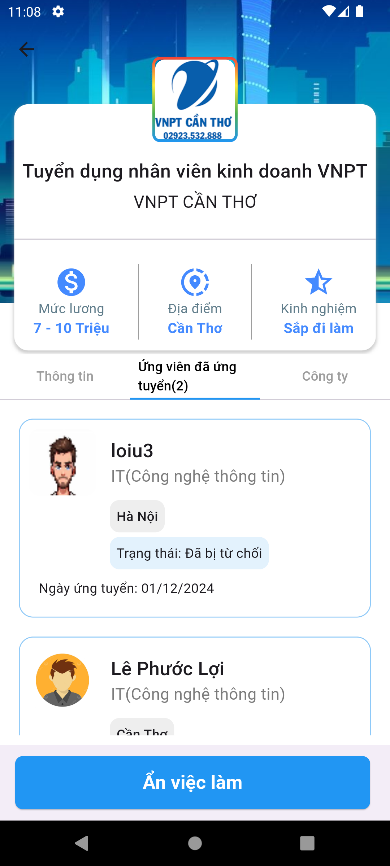 11:08
VNPT CẦN THƠ
02923.532.888
Tuyển dụng nhân viên kinh doanh VNPT
VNPT CẦN THƠ
Mức lương
7 - 10 Triệu
Địa điểm
Cần Thơ
Kinh nghiệm
Sắp đi làm
Thông tin
Ứng viên đã ứng
tuyển(2)
Công ty
loiu3
IT(Công nghệ thông tin)
Hà Nội
Trạng thái: Đã bị từ chối
Ngày ứng tuyển: 01/12/2024
Lê Phước Lợi
IT(Công nghệ thông tin)
Cần Thơ
Ẩn việc làm